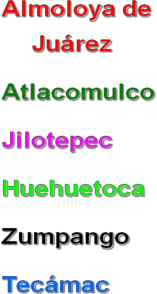 Almoloya de
Juárez
Atlacomulco
Jilotepec
Huehuetoca
Zumpango
Tecámac